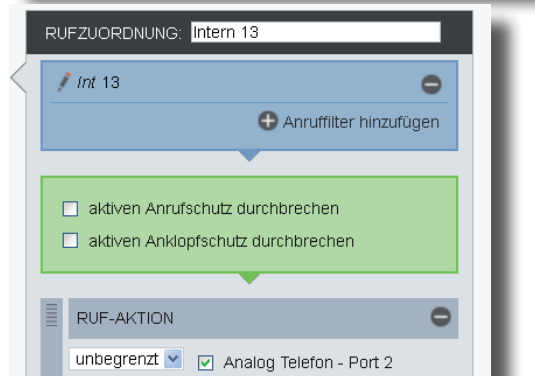 RUFZUORDNUNG: Intern 13
Int 13
Anruffilter hinzufügen
aktiven Anrufschutz durchbrechen
aktiven Anklopfschutz durchbrechen
RUF-AKTION
unbegrenzt Analog Telefon - Port 2